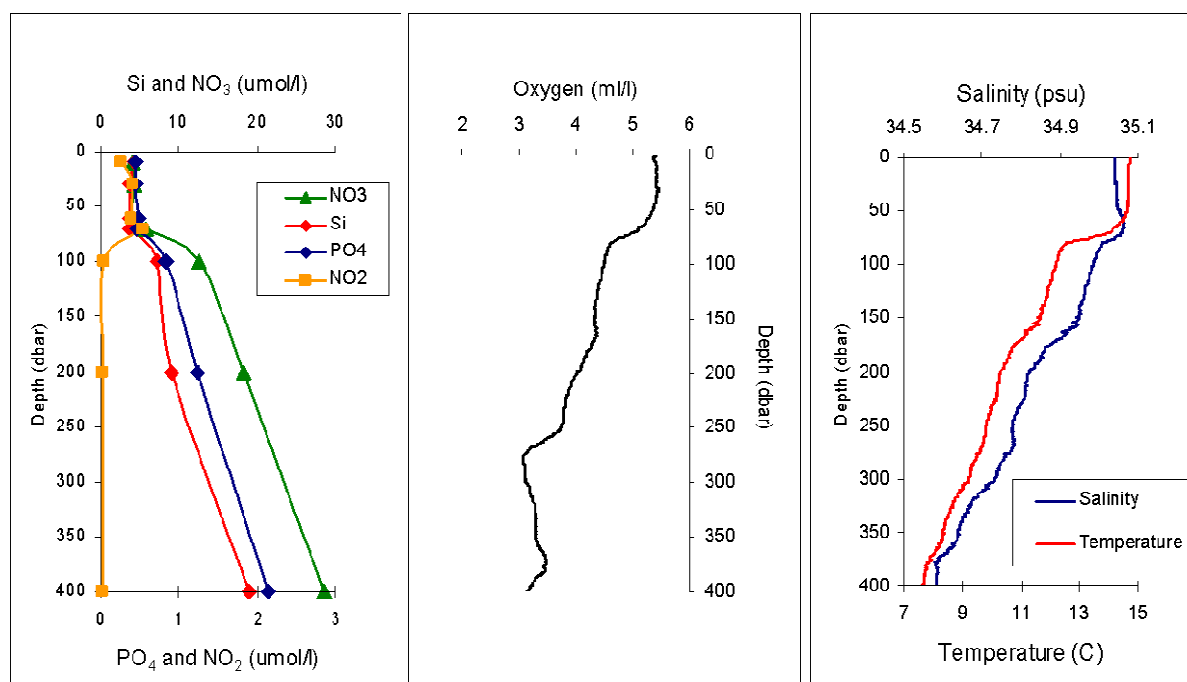 Si and NO3 (umol/l)
0 10 20 30
0
50
100
150
200
250
300
350
400
Depth (dbar)
NO3
Si
PO4
NO2
0 1 2 3
PO4 and NO2 (umol/l)
Oxygen (ml/l)
2 3 4 5 6
0
50
100
150
200
250
300
350
400
Depth (dbar)
Salinity (psu)
34.5 34.7 34.9 35.1
0
50
100
150
200
250
300
350
400
Depth (dbar)
Salinity
Temperature
7 9 11 13 15
Temperature (C)